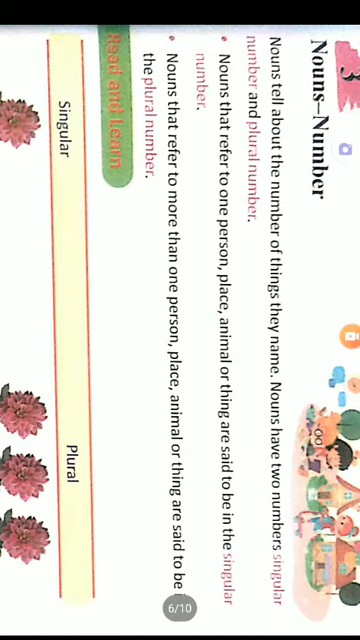 3
Nouns–Number
Nouns tell about the number of things they name. Nouns have two numbers singular
number and plural number.
• Nouns that refer to one person, place, animal or thing are said to be in the singular
number.
• Nouns that refer to more than one person, place, animal or thing are said to be
the plural number.
Read and Learn
Singular Plural
6/10